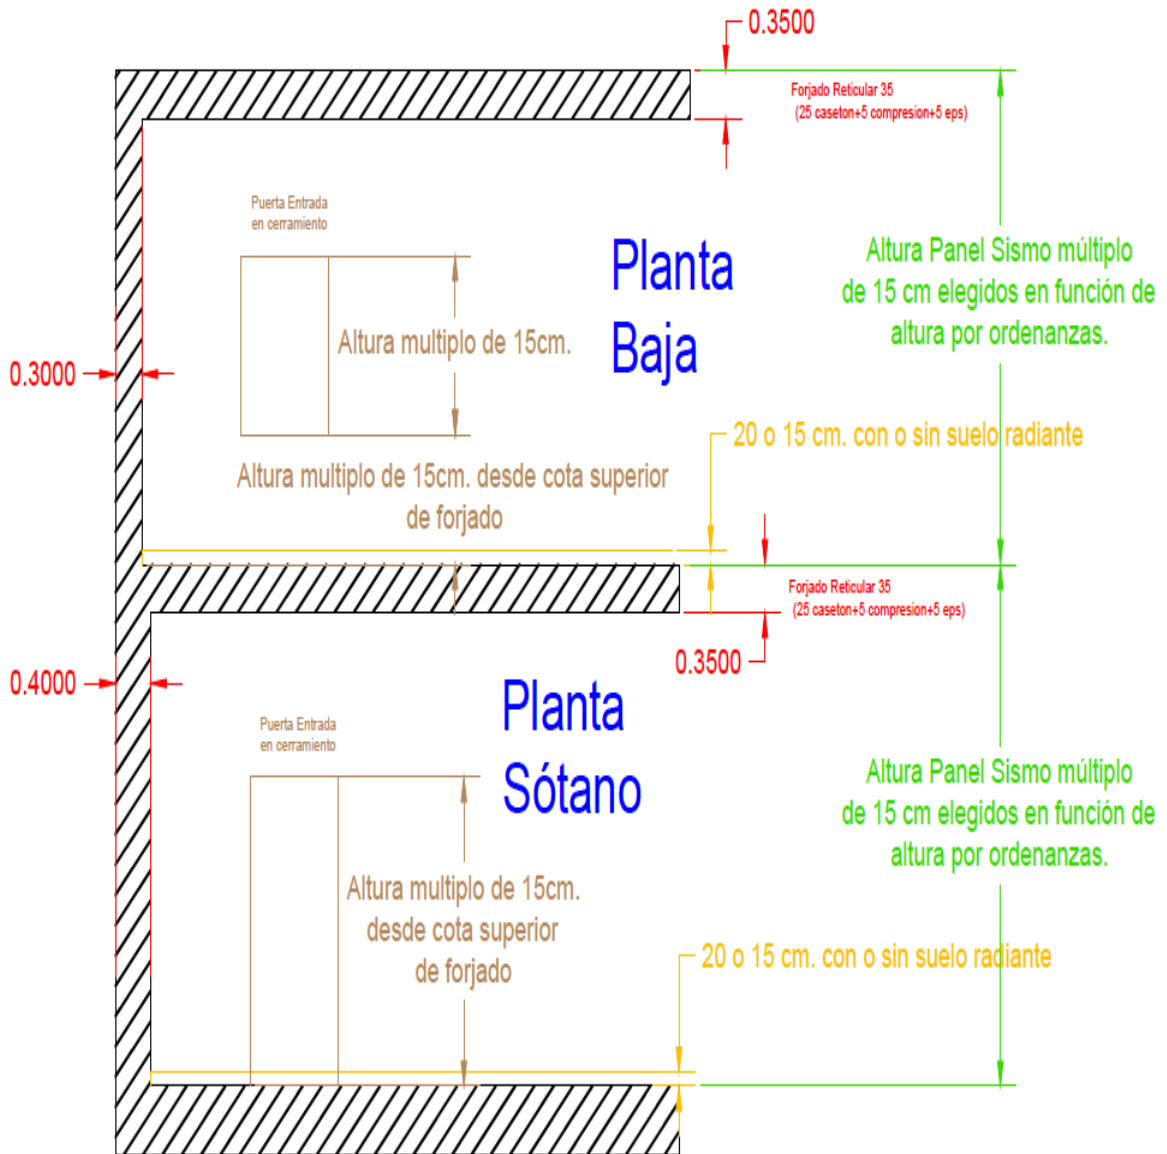 0.3500
Forjado Reticular 35
(25 caseton+5 compresion+5 eps)
Puerta Entrada
en cerramiento
Planta
Baja
Altura Panel Sismo múltiplo
de 15 cm elegidos en función de
altura por ordenanzas.
Altura multiplo de 15cm.
0.3000
20 o 15 cm. con o sin suelo radiante
Altura multiplo de 15cm. desde cota superior
de forjado
Forjado Reticular 35
(25 caseton+5 compresion+5 eps)
0.3500
0.4000
Planta
Sótano
Puerta Entrada
en cerramiento
Altura Panel Sismo múltiplo
de 15 cm elegidos en función de
altura por ordenanzas.
Altura multiplo de 15cm.
desde cota superior
de forjado
20 o 15 cm. con o sin suelo radiante